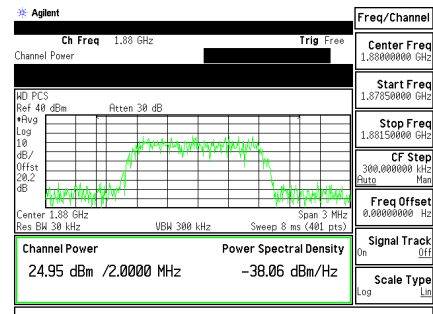 Agilent
Freq/Channel
Ch Freq 1.88 GHz Trig Free
Channel Power
Center Freq
1.88000000 GHz
Start Freq
1.87850000 GHz
Stop Freq
1.88150000 GHz
CF Step
300.000000 kHz
Auto Man
Freq Offset
0.00000000 Hz
Signal Track
On Off
Scale Type
Log Lin
WD PCS
Ref 40 dBm Atten 30 dB
#Avg
Log
10
dB/
Offst
20.2
dB
Center 1.88 GHz Span 3 MHz
Res BW 30 kHz VBW 300 kHz Sweep 8 ms (401 pts)
Channel Power Power Spectral Density
24.95 dBm /2.0000 MHz -38.06 dBm/Hz